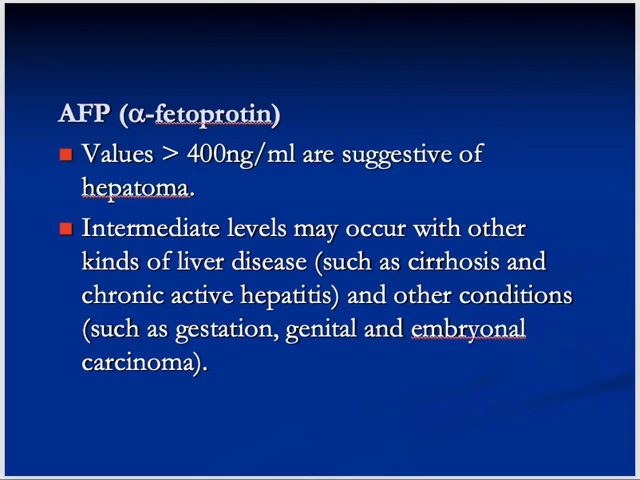 AFP (α-fetoprotin)
Values > 400ng/ml are suggestive of
hepatoma.
Intermediate levels may occur with other
kinds of liver disease (such as cirrhosis and
chronic active hepatitis) and other conditions
(such as gestation, genital and embryonal
carcinoma).